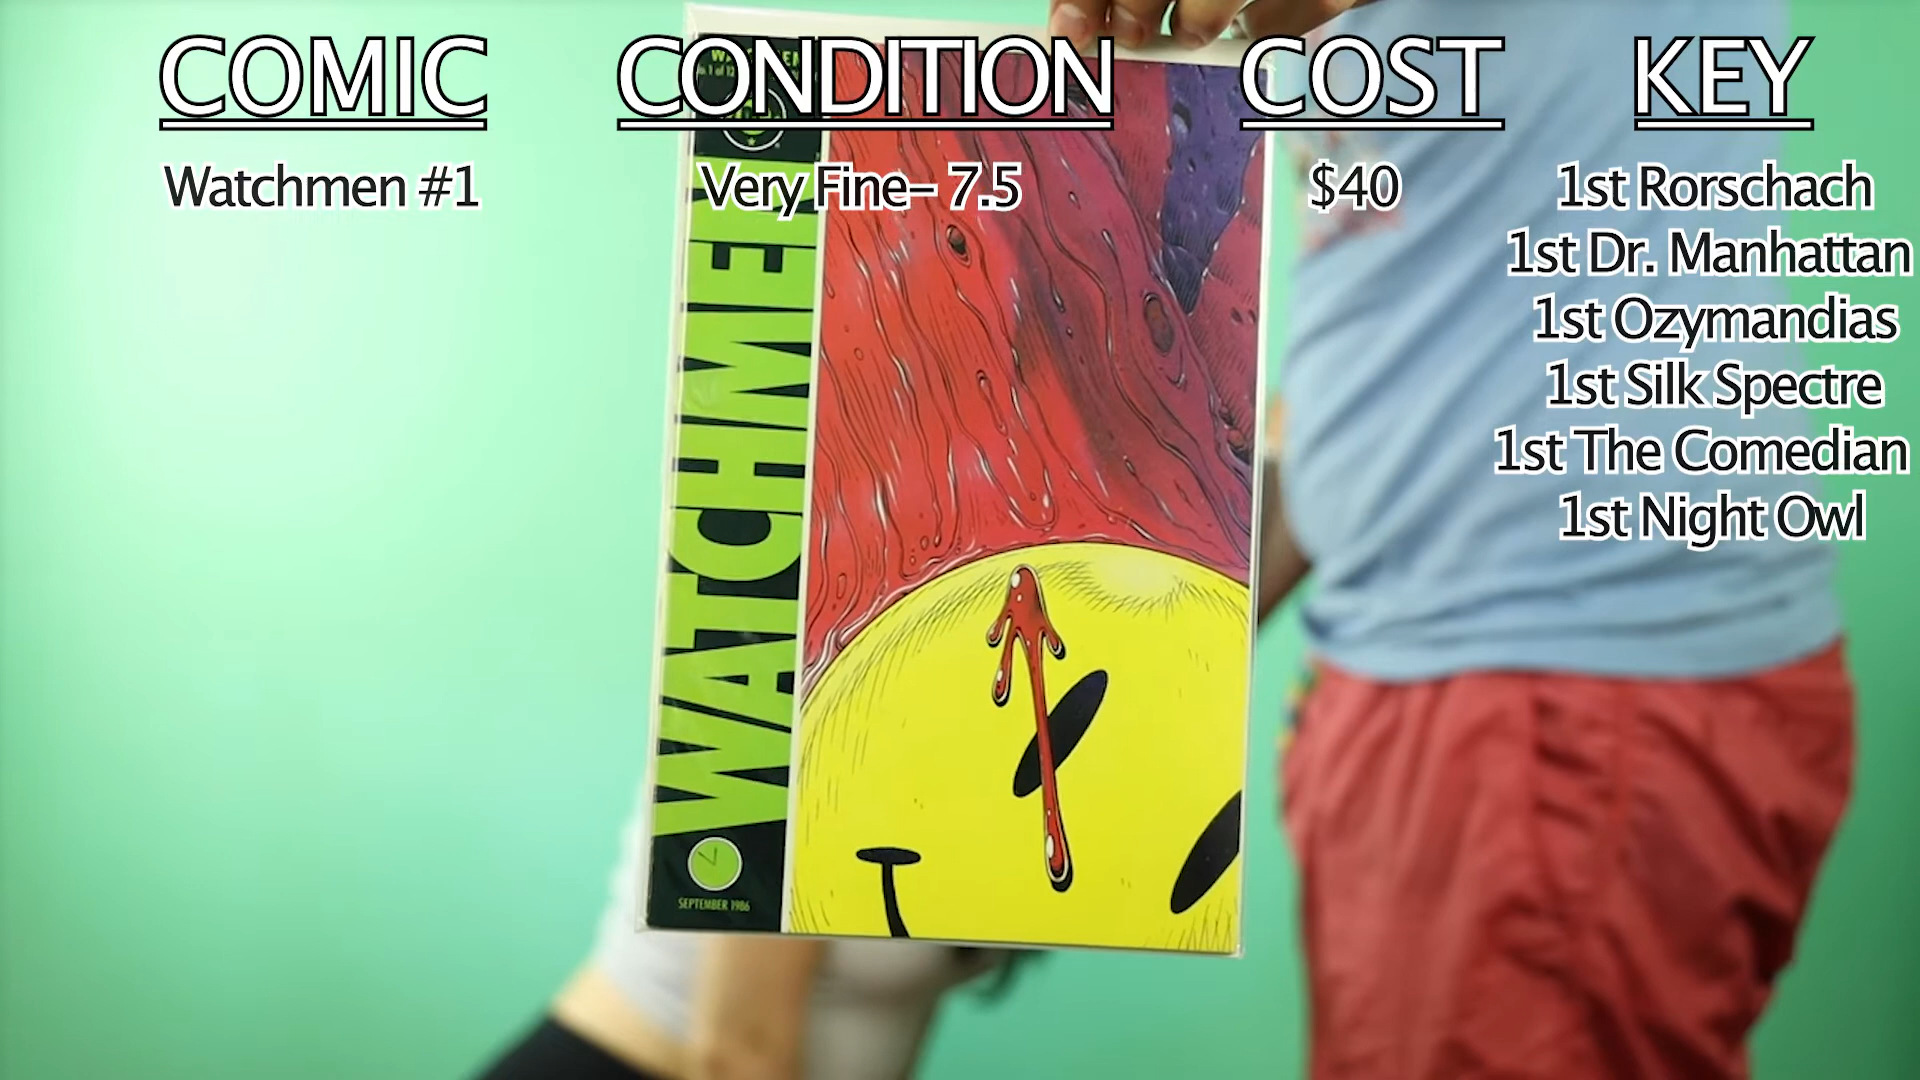 COMIC CONDITION COST KEY
Watchmen #1 Very Fine– 7.5 $40 1st Rorschach
1st Dr. Manhattan
1st Ozymandias
1st Silk Spectre
1st The Comedian
1st Night Owl
WATCHMEN
SEPTEMBER 1986